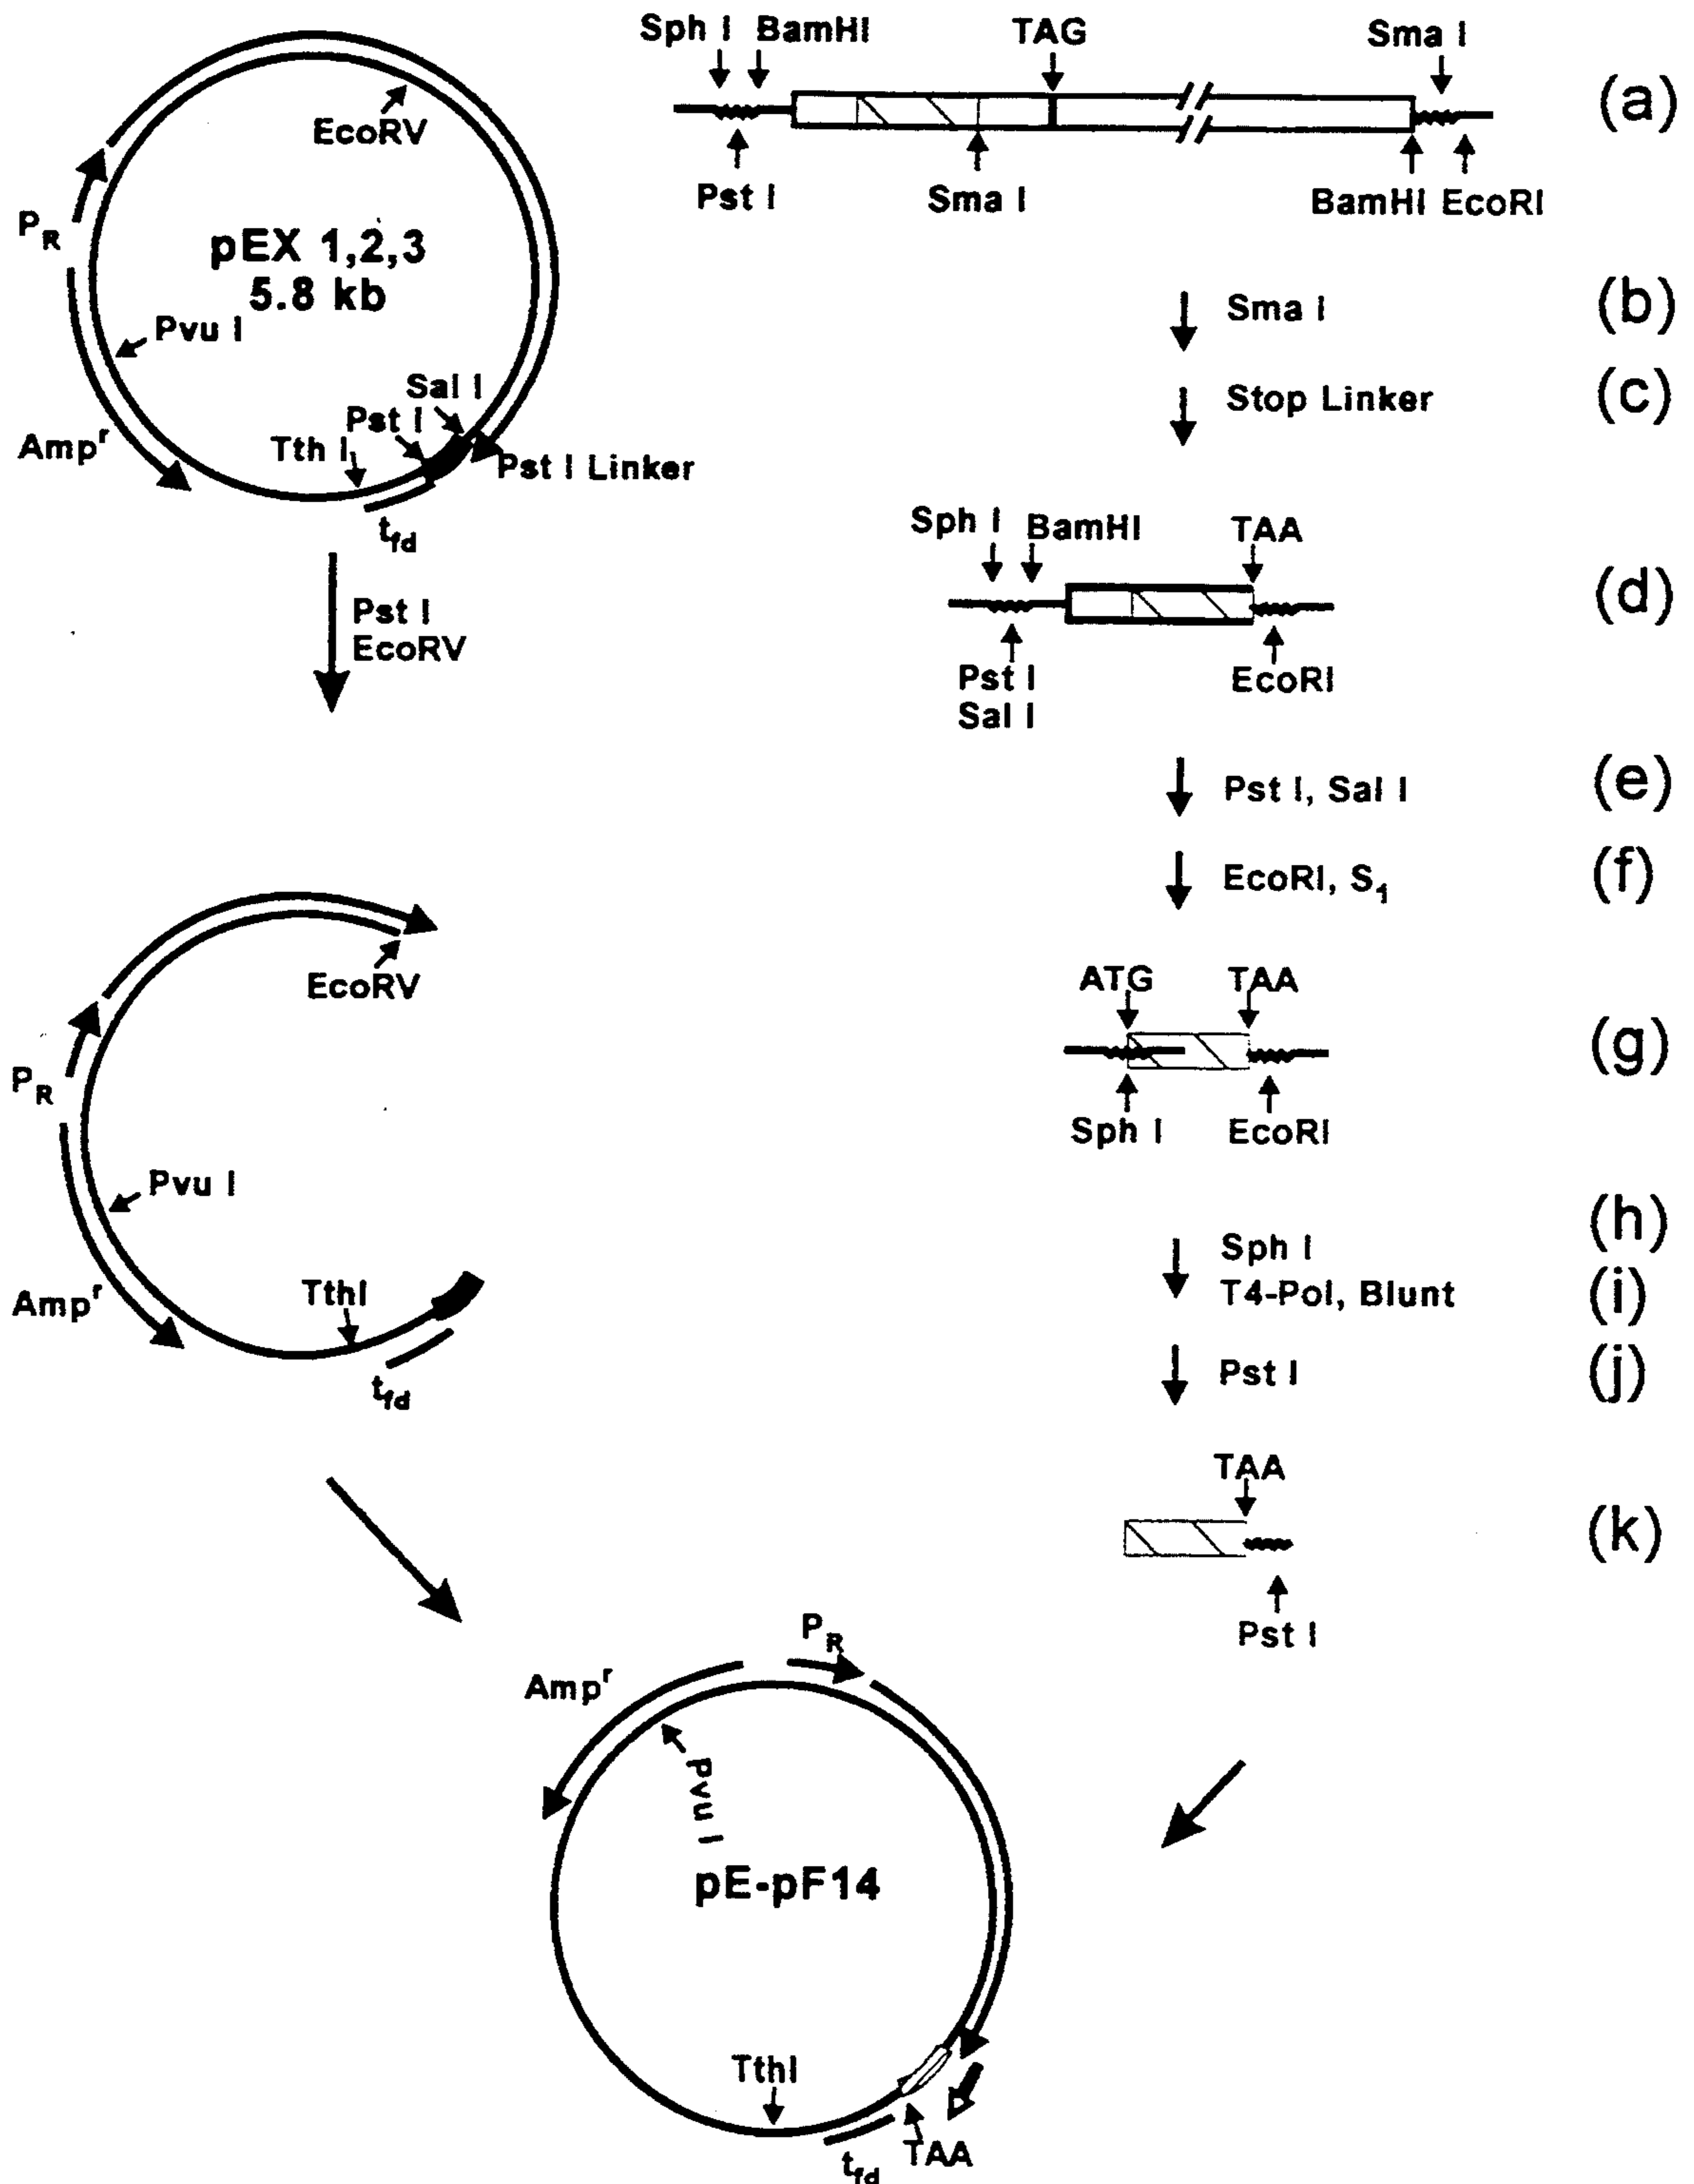 Sph I BamHI TAG Sma I
(a)
EcoRV
Pst I Sma I BamHI EcoRI
P_R
pEX 1,2,3
5.8 kb
Pvu I
Sma I (b)
Stop Linker (c)
Sal I
Pst I
Tth I
Pst I Linker
Amp^r
t_fd
Sph I BamHI TAA
(d)
Pst I
EcoRV
Pst I EcoRI
Sal I
Pst I, Sal I (e)
EcoRI, S_1 (f)
EcoRV
ATG TAA
(g)
P_R
Sph I EcoRI
Pvu I
(h)
Sph I
T4-Pol, Blunt (i)
TthI
Amp^r
t_fd
Pst I (j)
TAA
(k)
Pst I
P_R
Amp^r
Pvu I
pE-pF14
TthI
TAA
t_fd